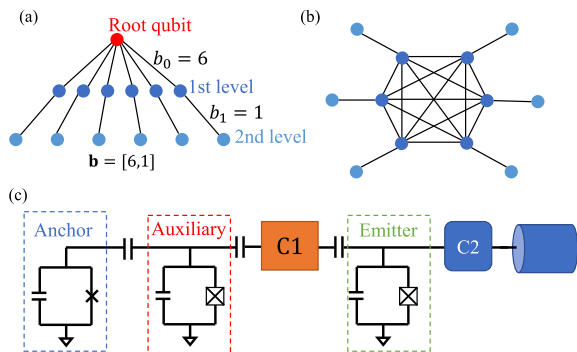 (a)
Root qubit
b₀ = 6
1st level
b₁ = 1
2nd level
b = [6,1]
(b)
(c)
Anchor
Auxiliary
C1
Emitter
C2